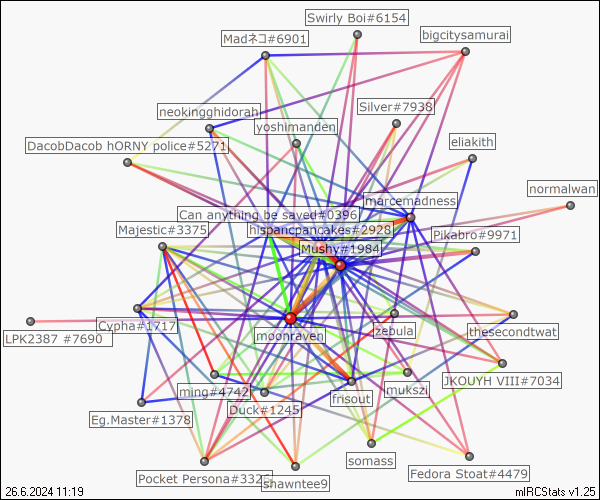 Swirly Boi#6154
bigcitysamurai
Madネコ#6901
Silver#7938
neokingghidorah
yoshimanden
eliakith
DacobDacob hORNY police#5271
normalwan
marcemadness
Can anything be saved#0396
hispancpancakes#2928
Majestic#3375
Pikabro#9971
Mushy#1984
Cypha#1717
LPK2387 #7690
moonraven
zebula
thesecondtwat
JKOUYH VIII#7034
ming#4742
mukszi
frisout
Duck#1245
Eg.Master#1378
somass
Fedora Stoat#4479
Pocket Persona#3326
shawntee9
26.6.2024 11:19
mIRCStats v1.25